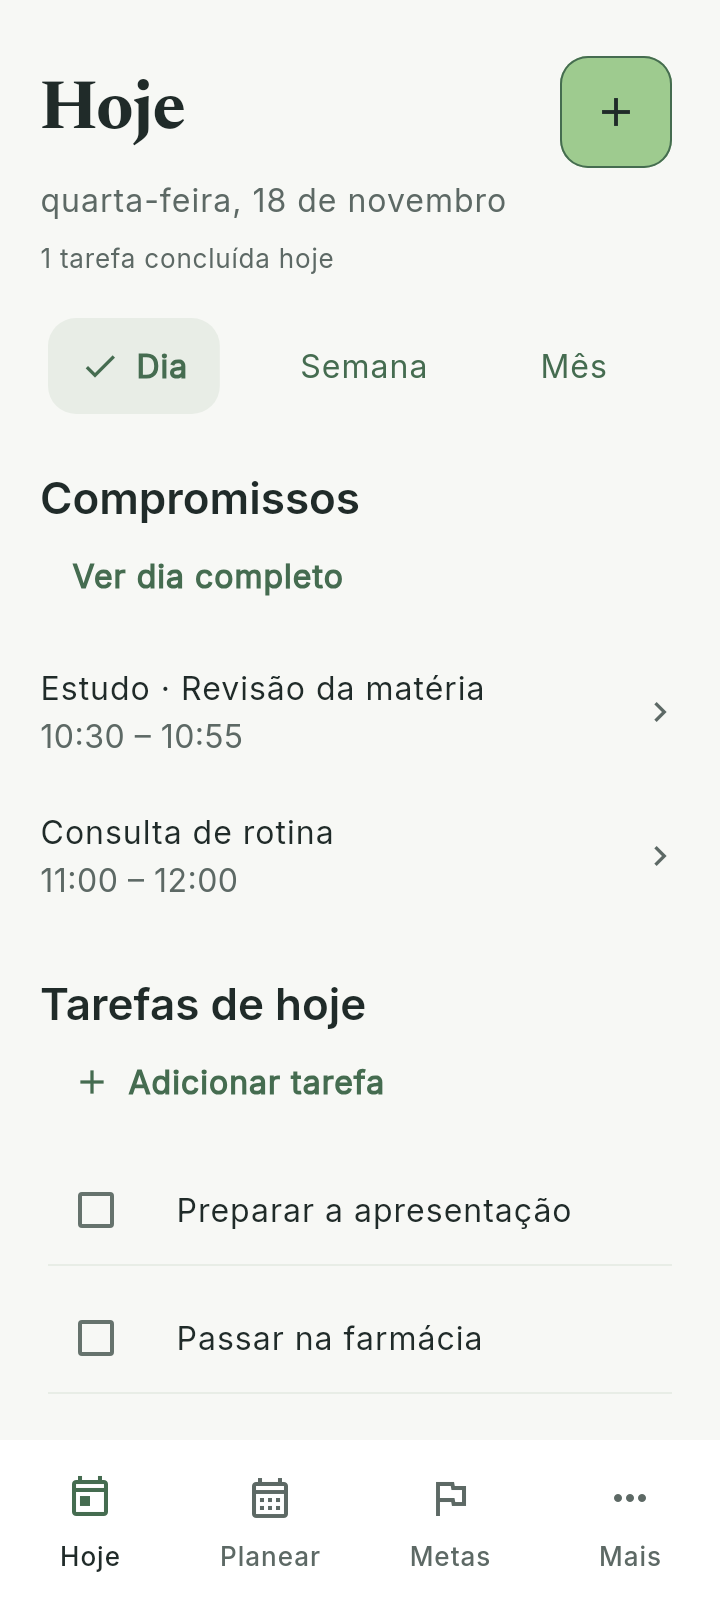 Hoje
quarta-feira, 18 de novembro
1 tarefa concluída hoje
Dia
Semana
Mês
Compromissos
Ver dia completo
Estudo · Revisão da matéria
10:30 – 10:55
Consulta de rotina
11:00 – 12:00
Tarefas de hoje
Adicionar tarefa
Preparar a apresentação
Passar na farmácia
Hoje
Planear
Metas
Mais